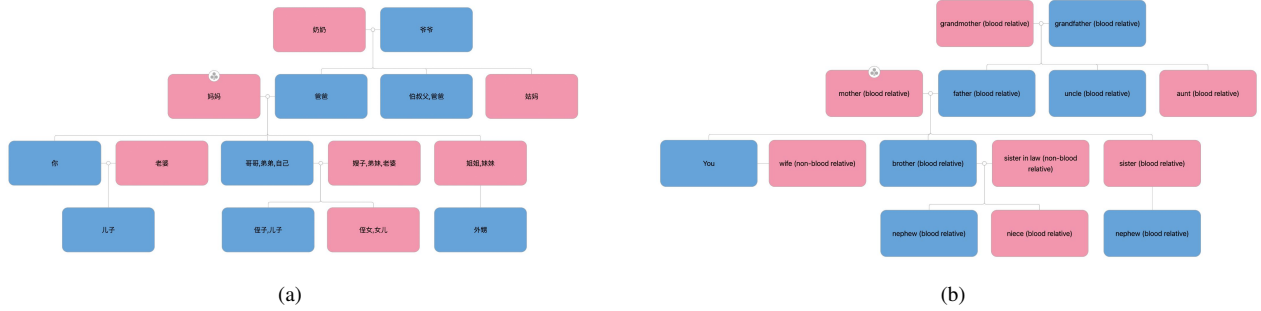 奶奶
爷爷
妈妈
爸爸
伯叔父,爸爸
姑妈
你
老婆
哥哥,弟弟,自己
嫂子,弟妹,老婆
姐姐,妹妹
儿子
侄子,儿子
侄女,女儿
外甥
(a)
grandmother (blood relative)
grandfather (blood relative)
mother (blood relative)
father (blood relative)
uncle (blood relative)
aunt (blood relative)
You
wife (non-blood relative)
brother (blood relative)
sister in law (non-blood
relative)
sister (blood relative)
nephew (blood relative)
niece (blood relative)
nephew (blood relative)
(b)